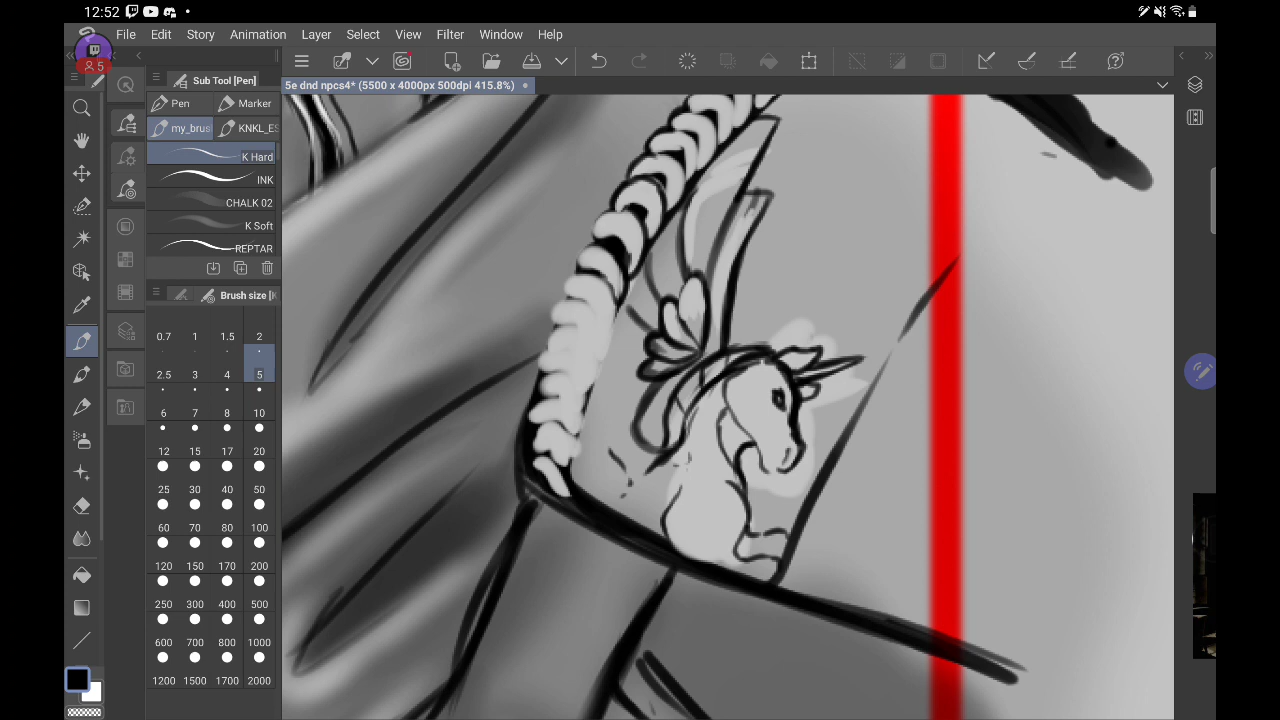 12:52
File Edit Story Animation Layer Select View Filter Window Help
5
Sub Tool [Pen]
5e dnd npcs4* (5500 x 4000px 500dpi 415.8%)
Pen Marker
my_brus KNKL_ES
K Hard
INK
CHALK 02
K Soft
REPTAR
Brush size [K
0.7 1 1.5 2
2.5 3 4 5
6 7 8 10
12 15 17 20
25 30 40 50
60 70 80 100
120 150 170 200
250 300 400 500
600 700 800 1000
1200 1500 1700 2000